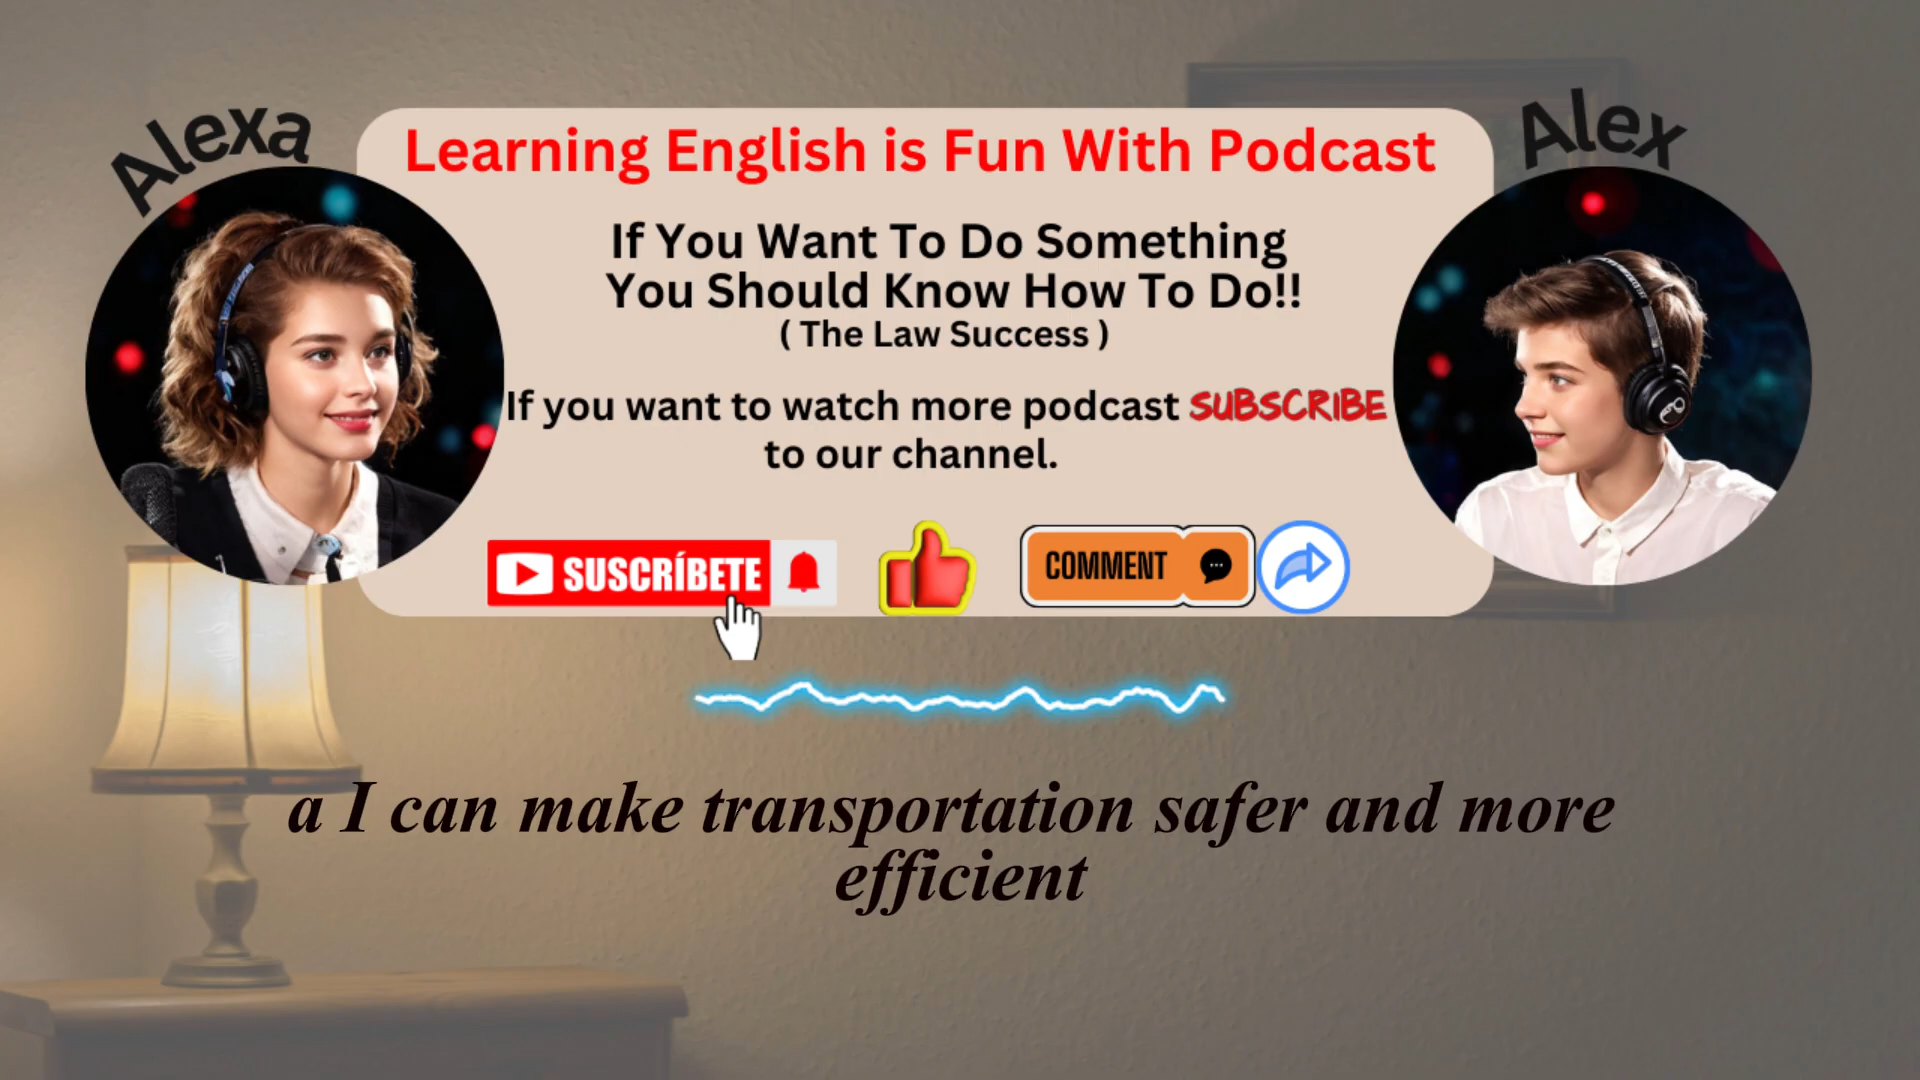 Alexa
Alex
Learning English is Fun With Podcast
If You Want To Do Something
You Should Know How To Do!!
( The Law Success )
If you want to watch more podcast SUBSCRIBE
to our channel.
SUSCRÍBETE
COMMENT
a I can make transportation safer and more
efficient